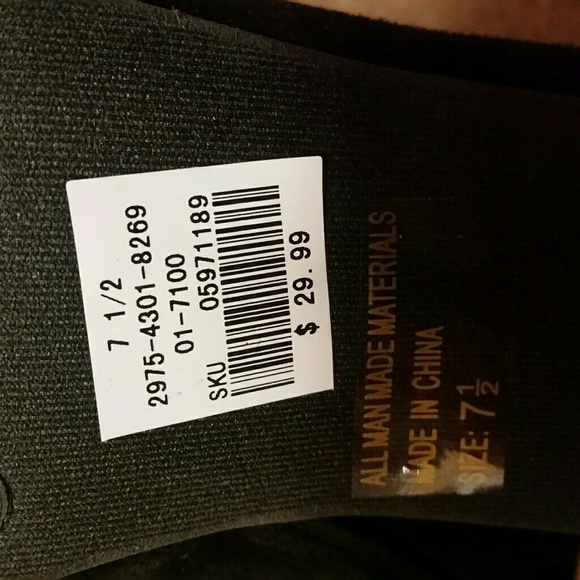 7 1/2
2975-4301-8269
01-7100
SKU 05971189
$ 29.99
ALL MAN MADE MATERIALS
MADE IN CHINA
SIZE: 7 1/2